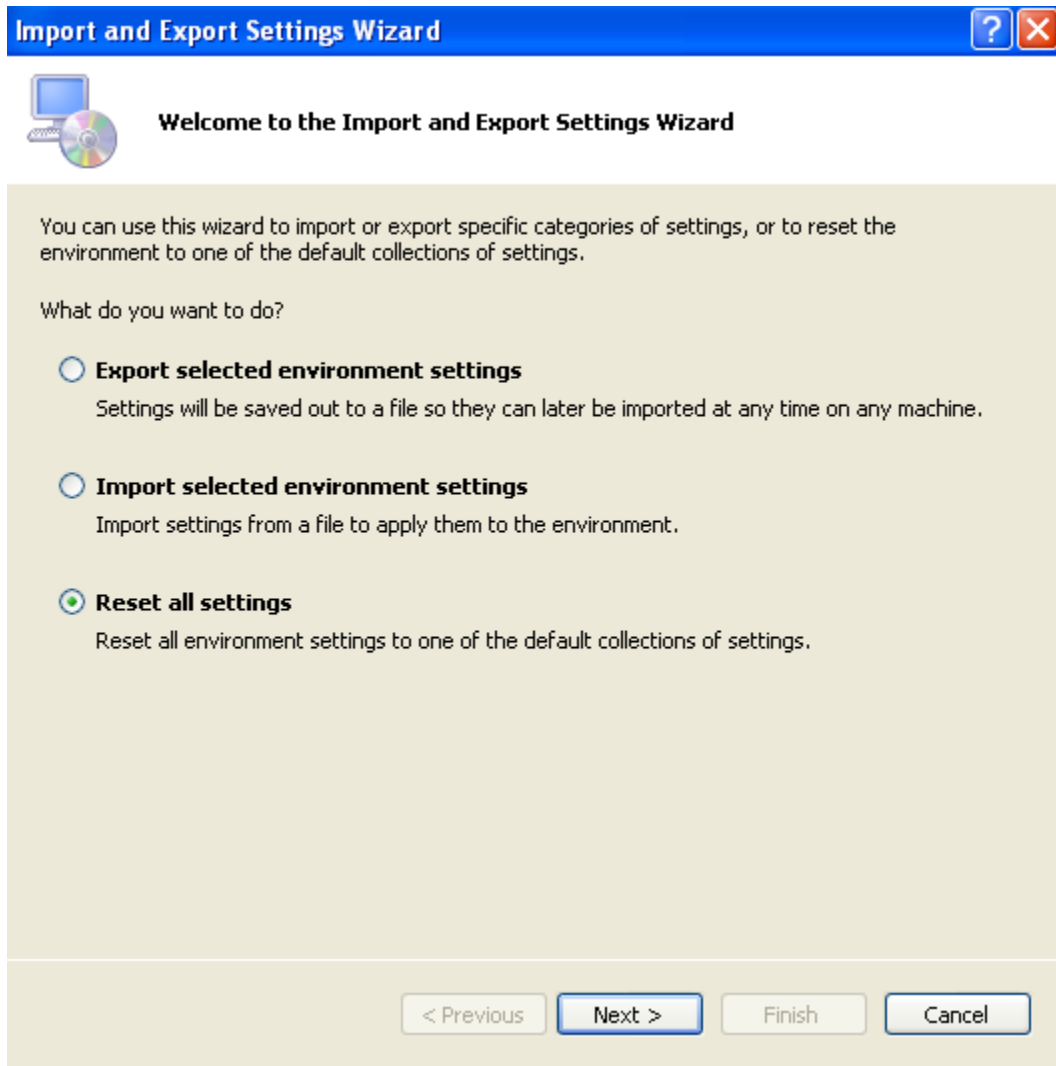 Import and Export Settings Wizard
?
Welcome to the Import and Export Settings Wizard
You can use this wizard to import or export specific categories of settings, or to reset the
environment to one of the default collections of settings.
What do you want to do?
Export selected environment settings
Settings will be saved out to a file so they can later be imported at any time on any machine.
Import selected environment settings
Import settings from a file to apply them to the environment.
Reset all settings
Reset all environment settings to one of the default collections of settings.
< Previous Next > Finish Cancel